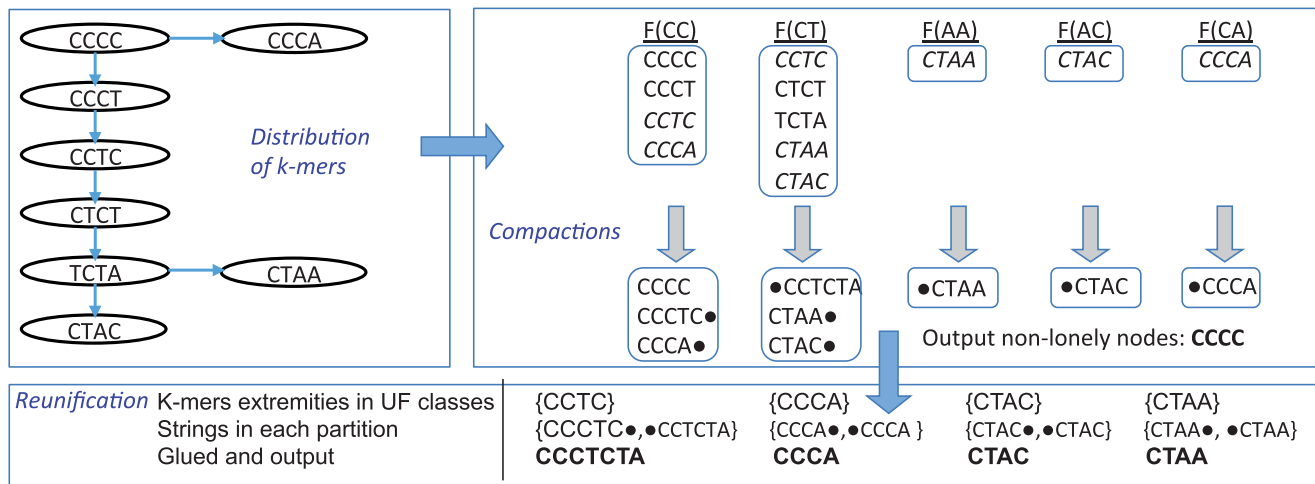 CCCC CCCA
CCCT
CCTC
CTCT
TCTA CTAA
CTAC
Distribution
of k-mers
F(CC) F(CT) F(AA) F(AC) F(CA)
CCCC CCTC CTAA CTAC CCCA
CCCT CTCT
CCTC TCTA
CCCA CTAA
CTAC
Compactions
CCCC ●CCTCTA ●CTAA ●CTAC ●CCCA
CCCTC● CTAA●
CCCA● CTAC●
Output non-lonely nodes: CCCC
Reunification K-mers extremities in UF classes {CCTC} {CCCA} {CTAC} {CTAA}
Strings in each partition {CCCTC●,●CCTCTA} {CCCA●,●CCCA } {CTAC●,●CTAC} {CTAA●, ●CTAA}
Glued and output CCCTCTA CCCA CTAC CTAA